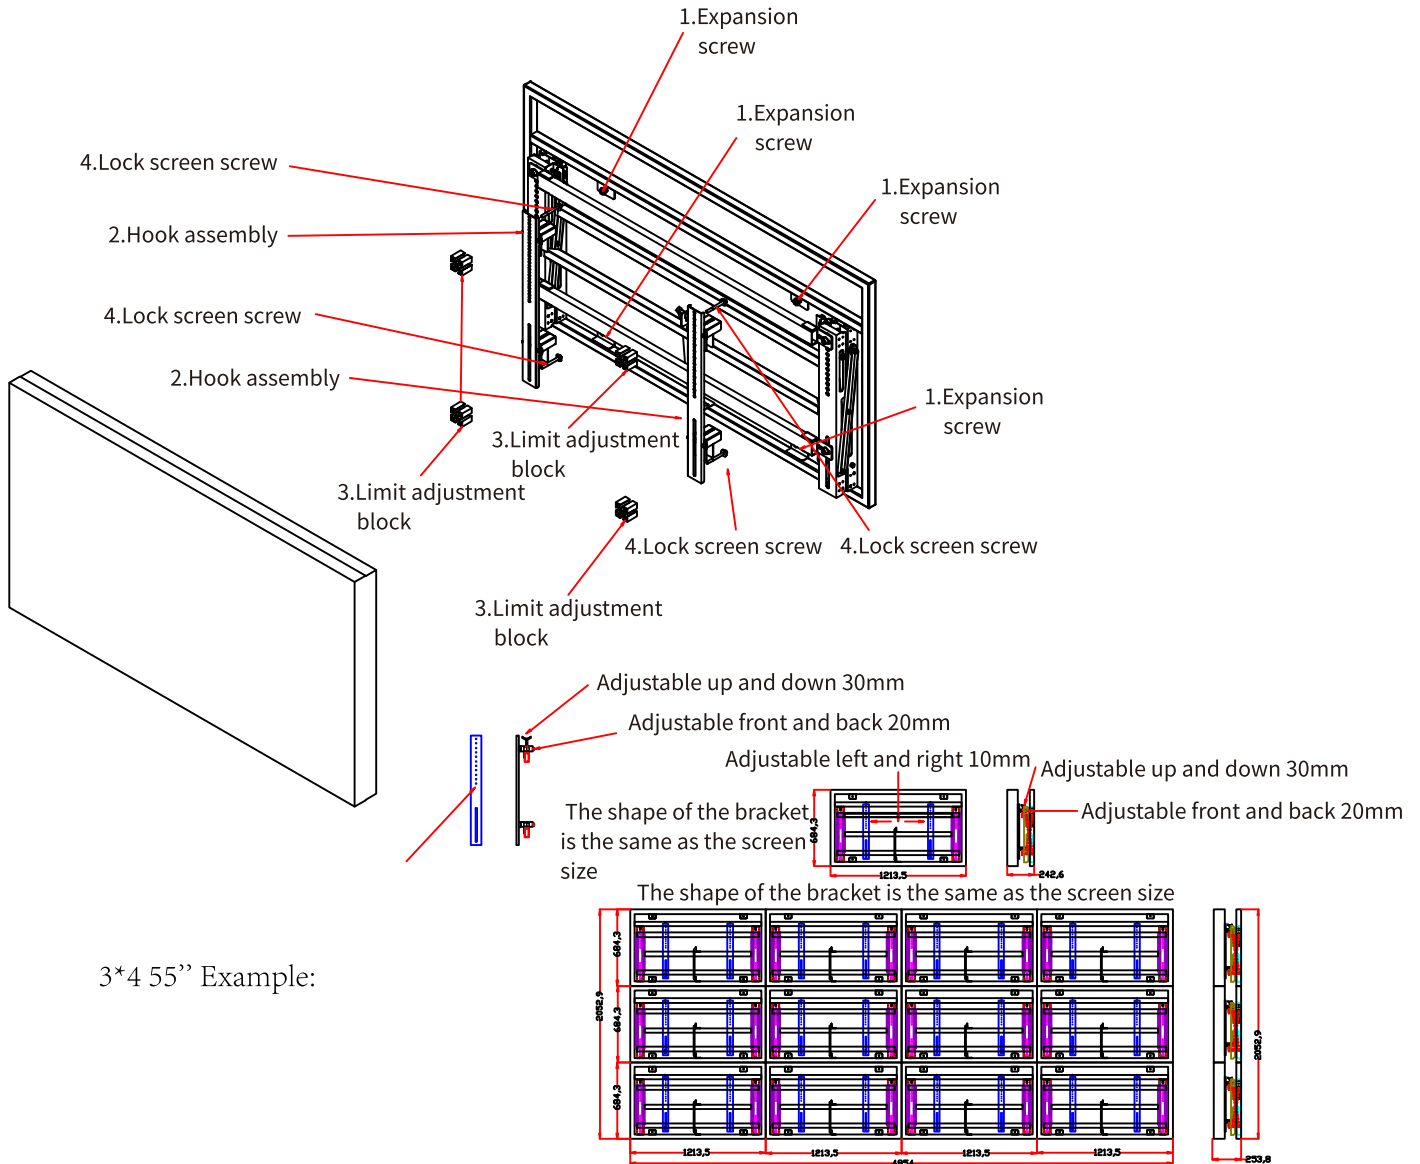 1.Expansion
screw
1.Expansion
screw
4.Lock screen screw
1.Expansion
screw
2.Hook assembly
4.Lock screen screw
2.Hook assembly
1.Expansion
screw
3.Limit adjustment
block
3.Limit adjustment
block
4.Lock screen screw
4.Lock screen screw
3.Limit adjustment
block
Adjustable up and down 30mm
Adjustable front and back 20mm
Adjustable left and right 10mm
Adjustable up and down 30mm
Adjustable front and back 20mm
The shape of the bracket
is the same as the screen
size
684,3
1213,5
242,6
The shape of the bracket is the same as the screen size
3*4 55’’ Example:
2052,9
684,3
684,3
684,3
2052,9
1213,5
1213,5
1213,5
1213,5
253,8